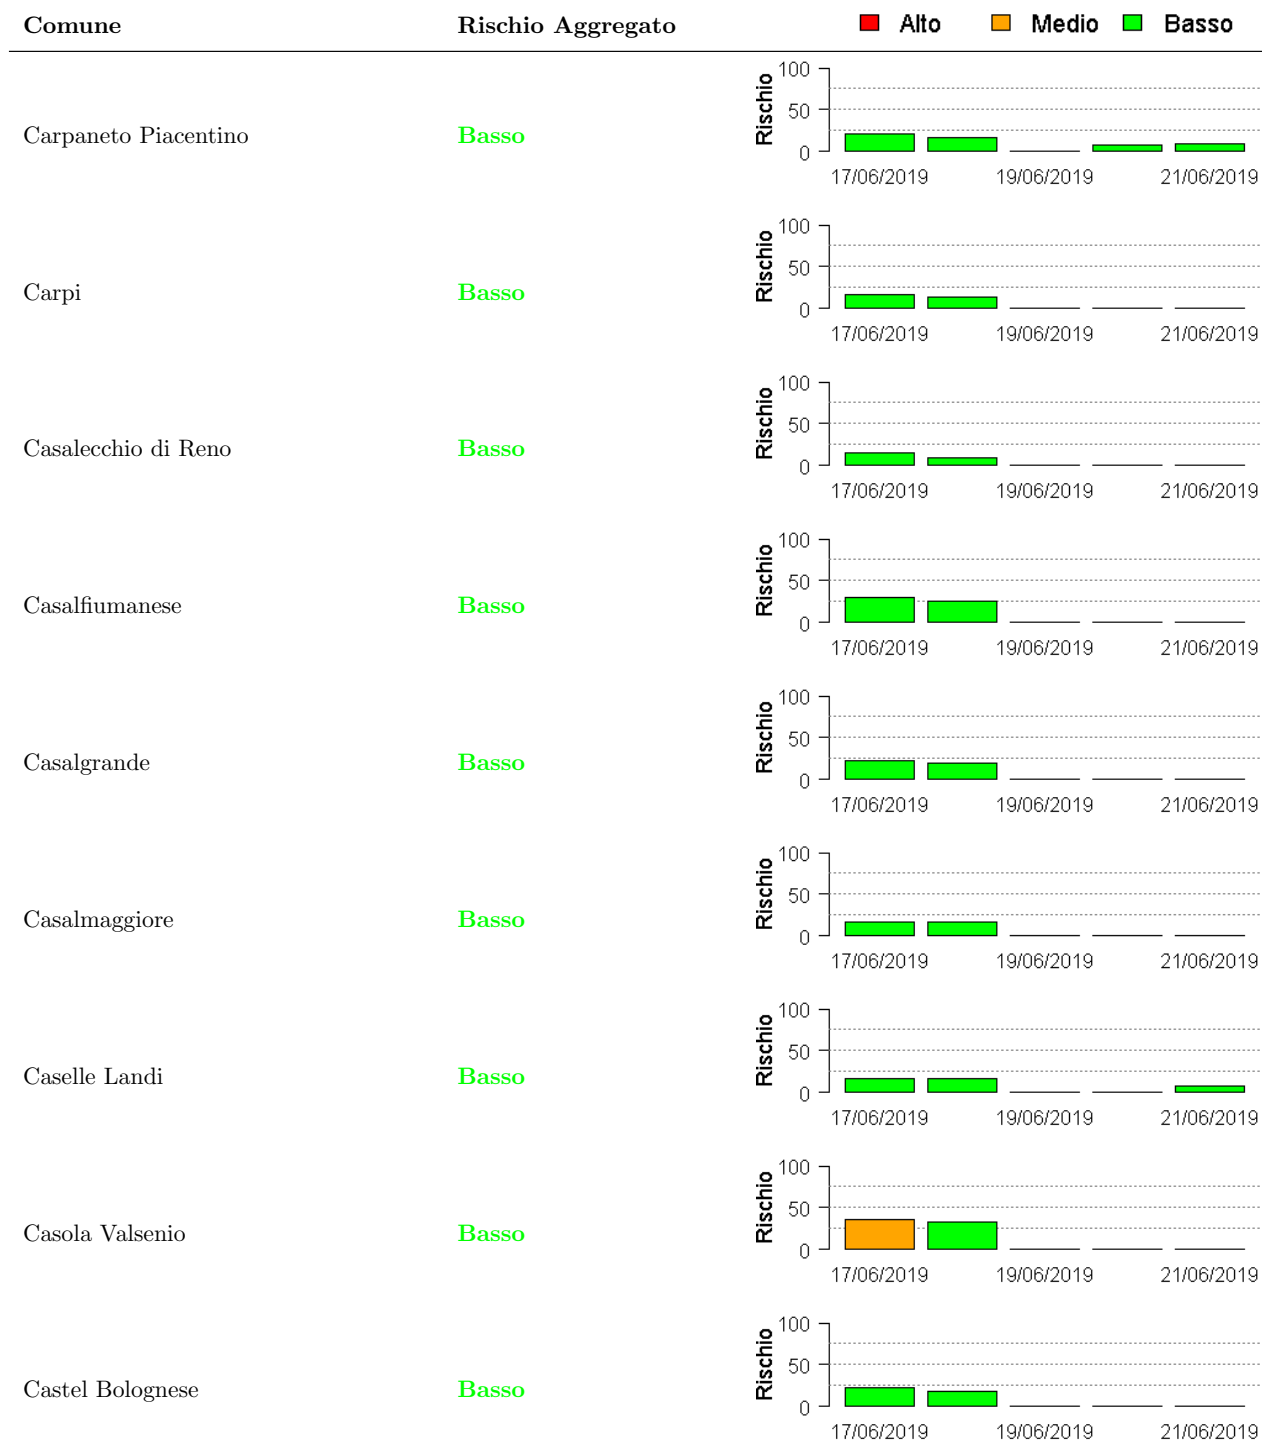 Comune Rischio Aggregato Alto Medio Basso
Carpaneto Piacentino Basso Rischio 100 50 0
17/06/2019 19/06/2019 21/06/2019
Carpi Basso Rischio 100 50 0
17/06/2019 19/06/2019 21/06/2019
Casalecchio di Reno Basso Rischio 100 50 0
17/06/2019 19/06/2019 21/06/2019
Casalfiumanese Basso Rischio 100 50 0
17/06/2019 19/06/2019 21/06/2019
Casalgrande Basso Rischio 100 50 0
17/06/2019 19/06/2019 21/06/2019
Casalmaggiore Basso Rischio 100 50 0
17/06/2019 19/06/2019 21/06/2019
Caselle Landi Basso Rischio 100 50 0
17/06/2019 19/06/2019 21/06/2019
Casola Valsenio Basso Rischio 100 50 0
17/06/2019 19/06/2019 21/06/2019
Castel Bolognese Basso Rischio 100 50 0
17/06/2019 19/06/2019 21/06/2019